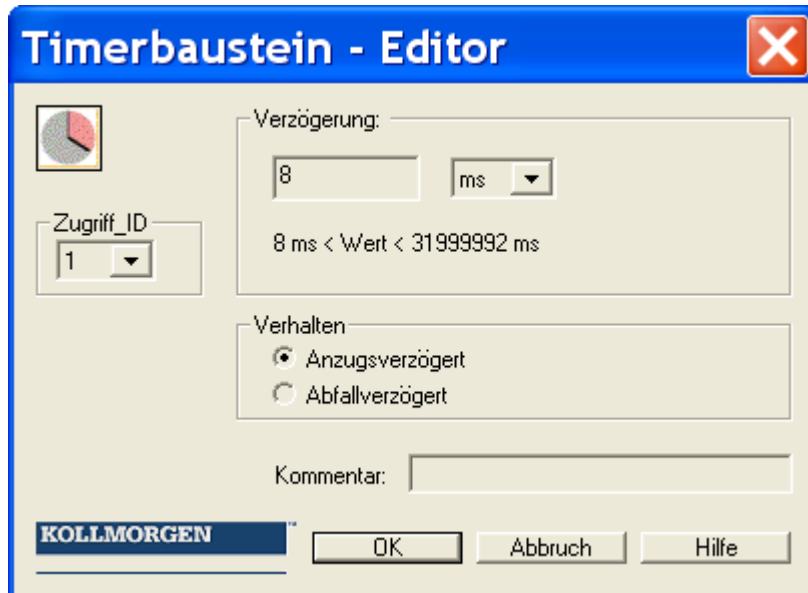 Timerbaustein - Editor
Verzögerung:
8 ms
8 ms < Wert < 31999992 ms
Zugriff_ID
1
Verhalten
Anzugsverzögert
Abfallverzögert
Kommentar:
KOLLMORGEN™
OK Abbruch Hilfe